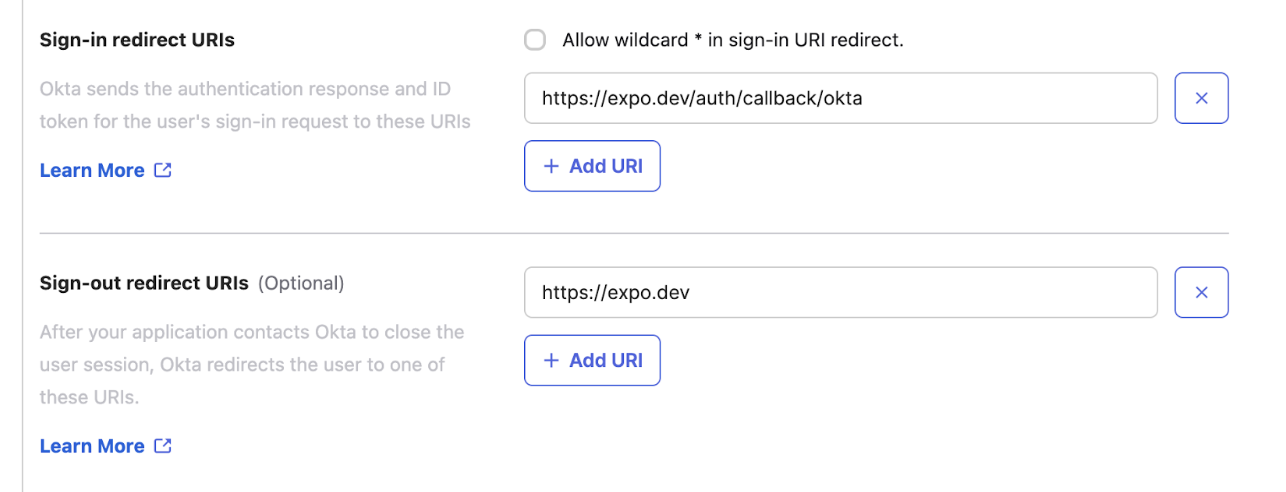 Sign-in redirect URIs
Allow wildcard * in sign-in URI redirect.
Okta sends the authentication response and ID
token for the user's sign-in request to these URIs
https://expo.dev/auth/callback/okta
Learn More
+ Add URI
Sign-out redirect URIs (Optional)
https://expo.dev
After your application contacts Okta to close the
user session, Okta redirects the user to one of
these URIs.
+ Add URI
Learn More